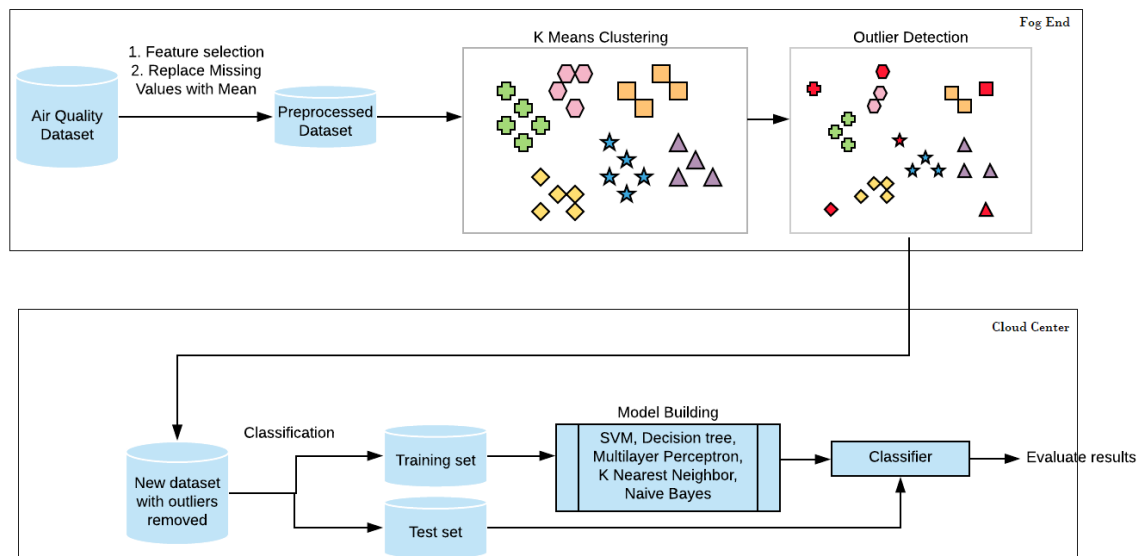 Fog End
K Means Clustering
Outlier Detection
1. Feature selection
2. Replace Missing
Values with Mean
Air Quality
Dataset
Preprocessed
Dataset
Cloud Center
Model Building
Classification
SVM, Decision tree,
Multilayer Perceptron,
K Nearest Neighbor,
Naive Bayes
Training set
Classifier
Evaluate results
New dataset
with outliers
removed
Test set